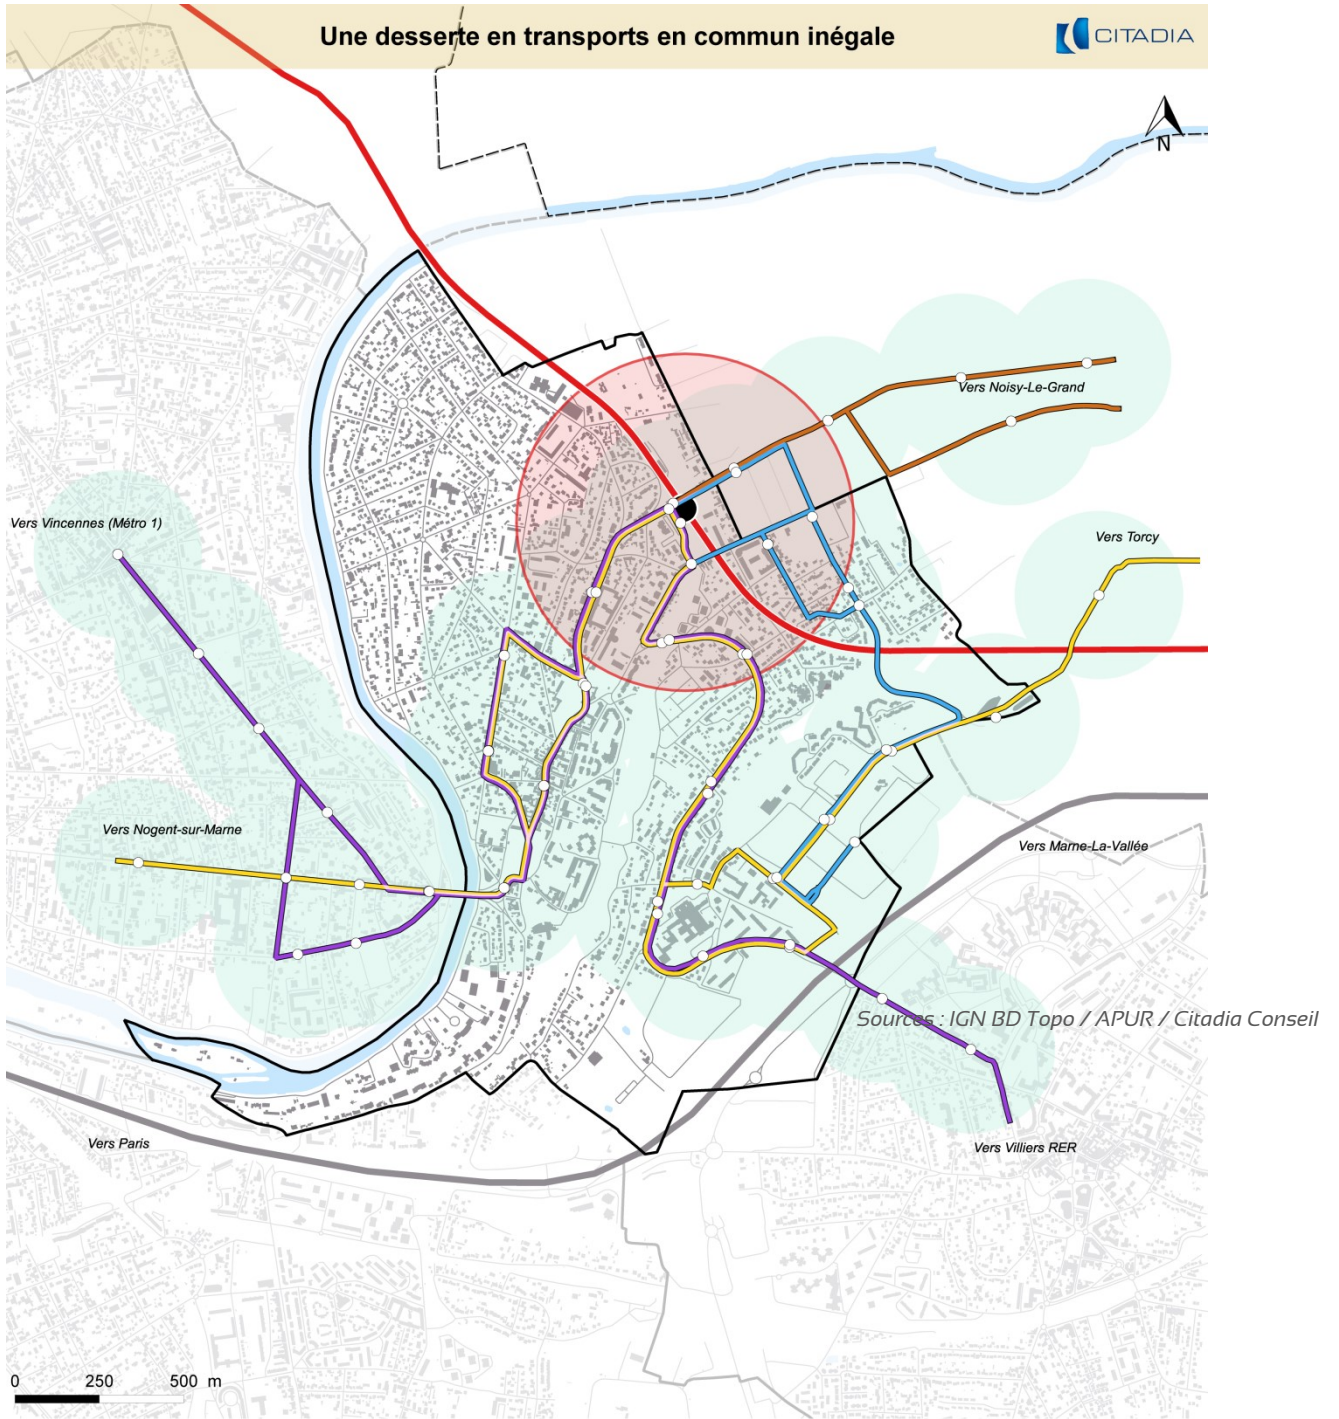 Une desserte en transports en commun inégale
CITADIA
N
Vers Noisy-Le-Grand
Vers Vincennes (Métro 1)
Vers Torcy
Vers Nogent-sur-Marne
Vers Marne-La-Vallée
Sources : IGN BD Topo / APUR / Citadia Conseil
Vers Paris
Vers Villiers RER
0 250 500 m